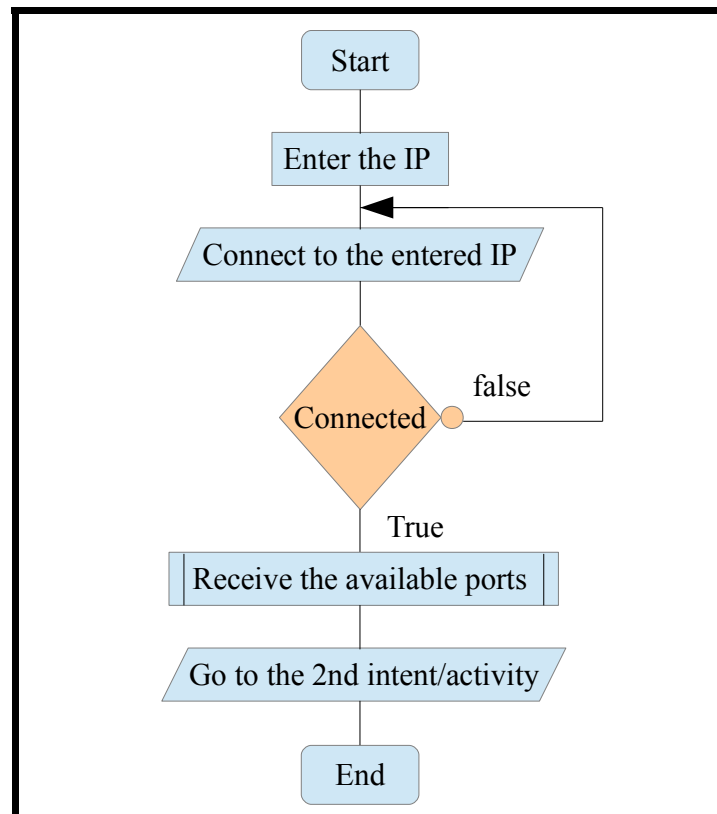 Start
Enter the IP
Connect to the entered IP
Connected
false
True
Receive the available ports
Go to the 2nd intent/activity
End